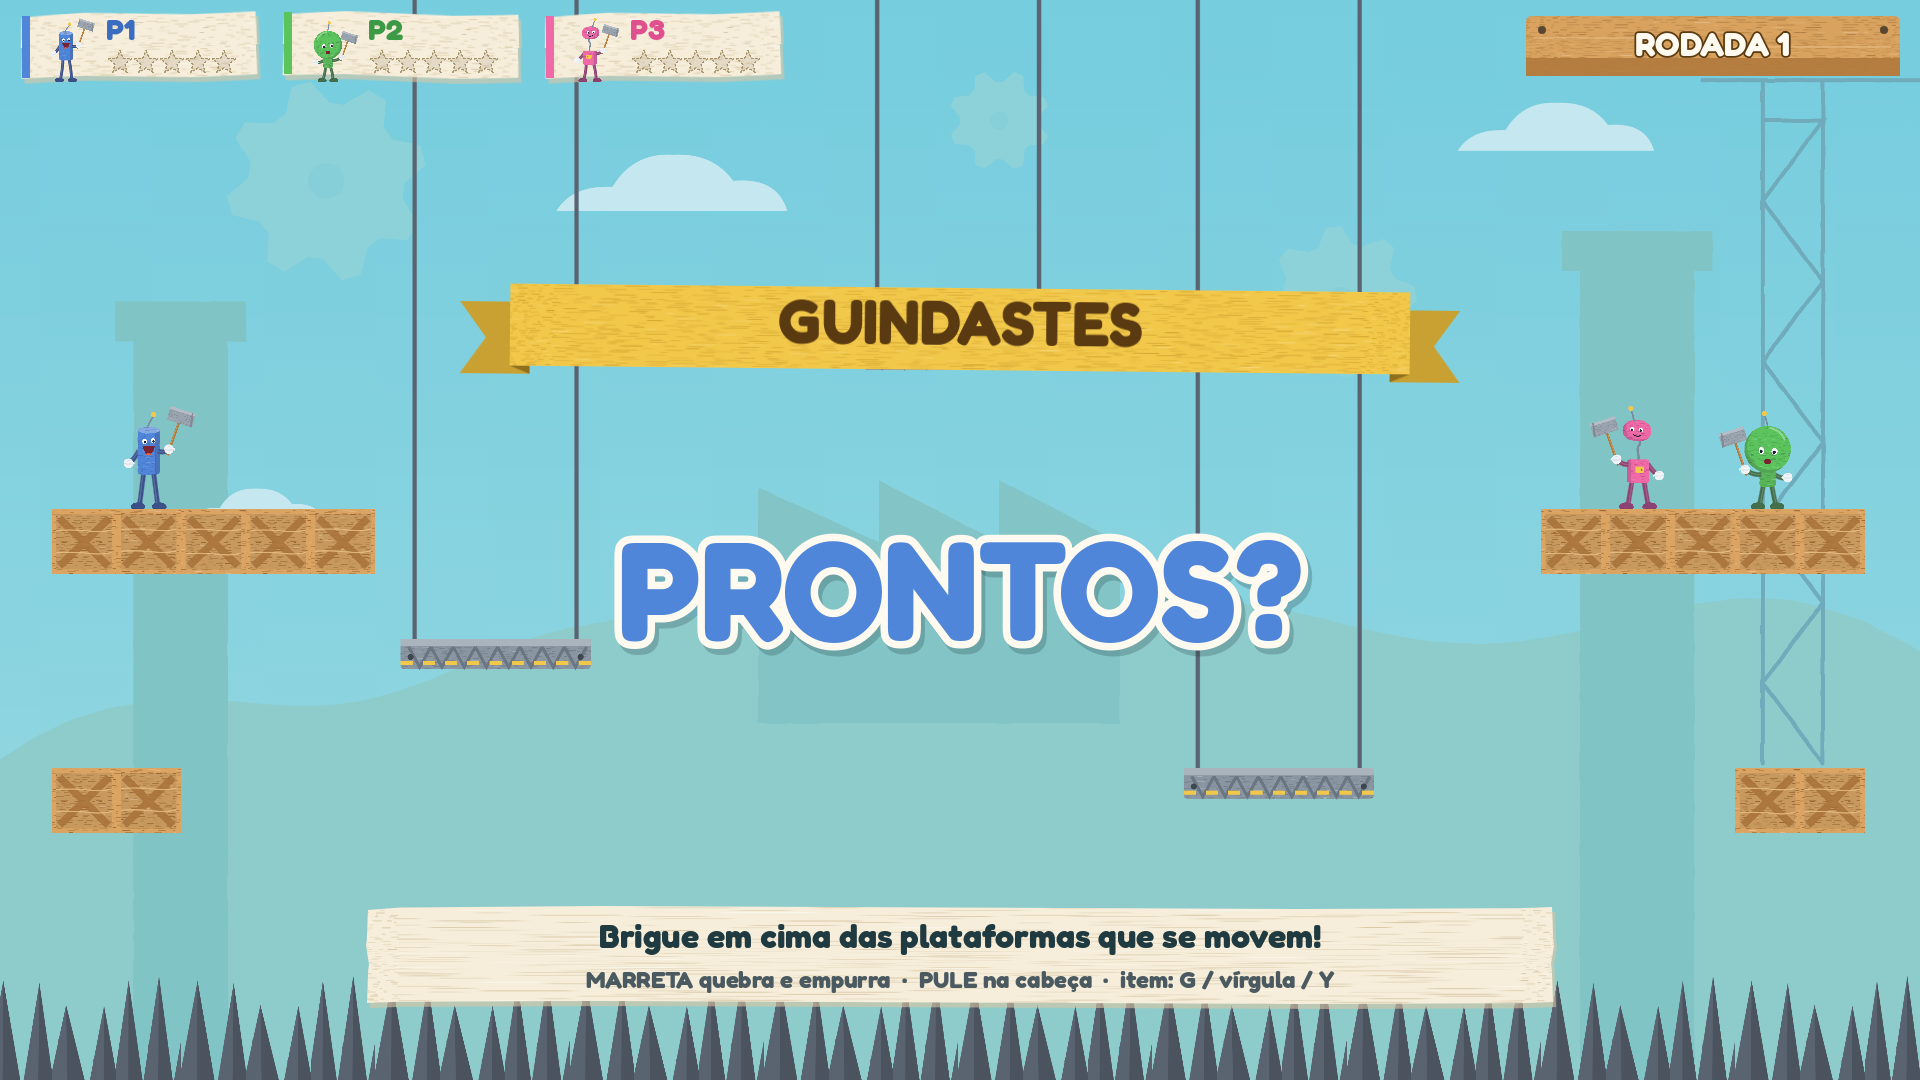 P1
P2
P3
RODADA 1
GUINDASTES
PRONTOS?
Brigue em cima das plataformas que se movem!
MARRETA quebra e empurra · PULE na cabeça · item: G / vírgula / Y